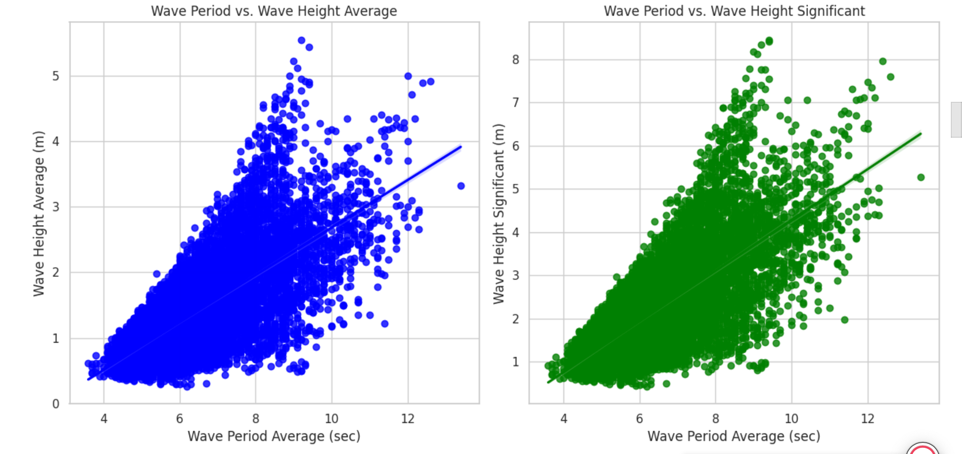 Wave Period vs. Wave Height Average
Wave Height Average (m)
5
4
3
2
1
0
4 6 8 10 12
Wave Period Average (sec)
Wave Period vs. Wave Height Significant
Wave Height Significant (m)
8
7
6
5
4
3
2
1
4 6 8 10 12
Wave Period Average (sec)